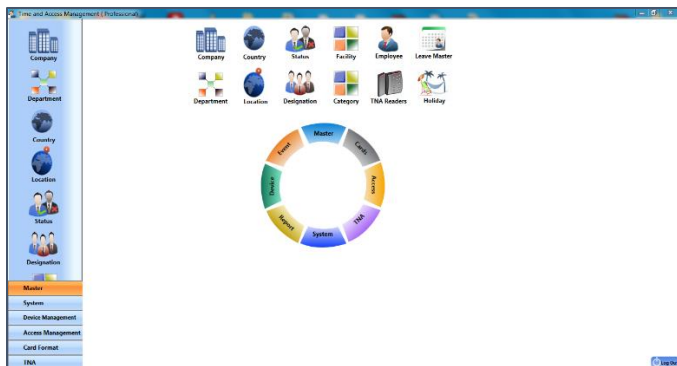 Time and Access Management ( Professional)
Company
Department
Country
Location
Status
Designation
Master
System
Device Management
Access Management
Card Format
TNA
Company Country Status Facility Employee Leave Master
Department Location Designation Category TNA Readers Holiday
Master
Cards
Access
TNA
System
Report
Device
Event
Log Out